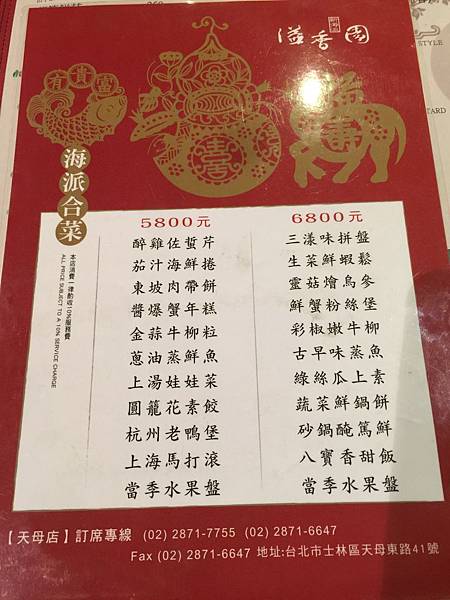 溢香園
富貴有
囍
海派合菜
本店消費一律酌收10%服務費
ALL PRICE SUBJECT TO A 10% SERVICE CHARGE
5800元
醉雞佐蜇芹
茄汁海鮮捲
東坡肉帶餅
醬爆蟹年糕
金蒜牛柳粒
蔥油蒸鮮魚
上湯娃娃菜
圓籠花素餃
杭州老鴨煲
上海馬打滾
當季水果盤
6800元
三漾味拼盤
生菜鮮蝦鬆
靈菇燴烏參
鮮蟹粉絲煲
彩椒嫩牛柳
古早味蒸魚
綠絲瓜上素
蔬菜鮮鍋餅
砂鍋醃篤鮮
八寶香甜飯
當季水果盤
【天母店】訂席專線 (02) 2871-7755 (02) 2871-6647
Fax (02) 2871-6647 地址:台北市士林區天母東路41號
STYLE
TARD